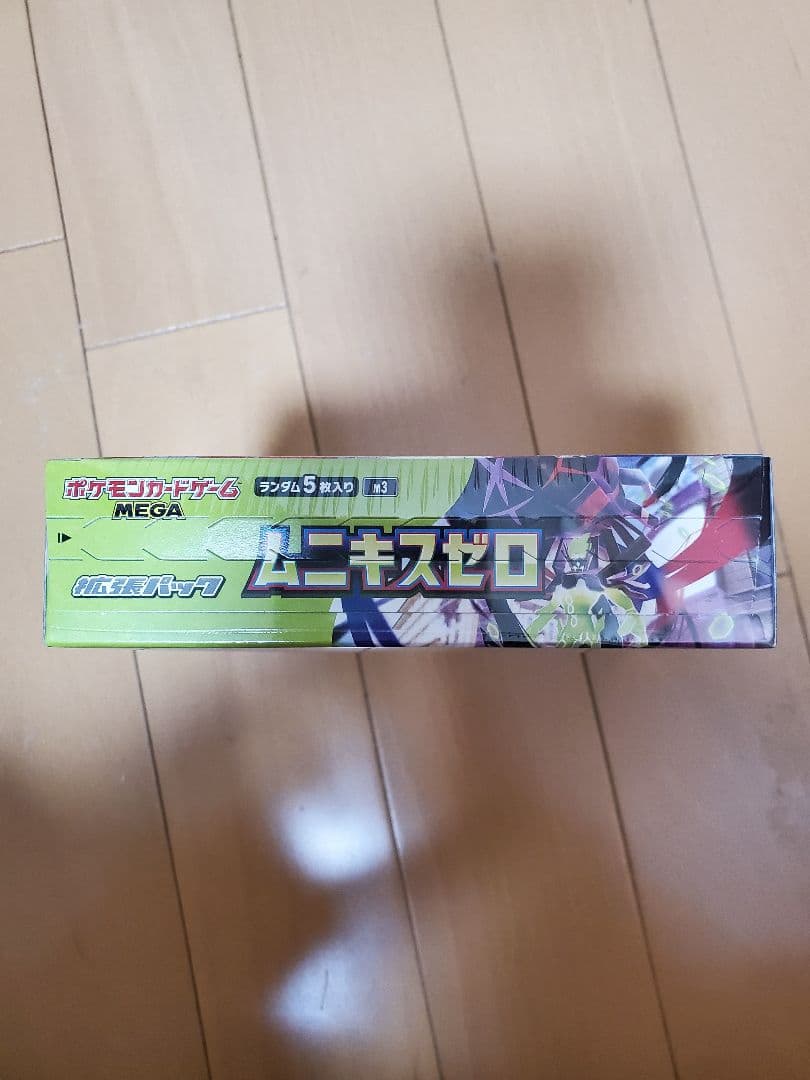 ポケモンカードゲーム
MEGA
ランダム5枚入り
m3
拡張パック
ムニキスゼロ